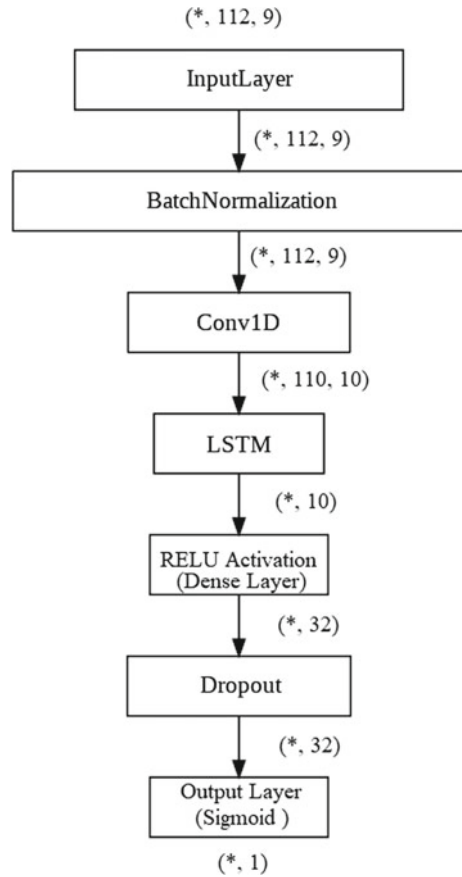 (*, 112, 9)
InputLayer
(*, 112, 9)
BatchNormalization
(*, 112, 9)
Conv1D
(*, 110, 10)
LSTM
(*, 10)
RELU Activation
(Dense Layer)
(*, 32)
Dropout
(*, 32)
Output Layer
(Sigmoid )
(*, 1)